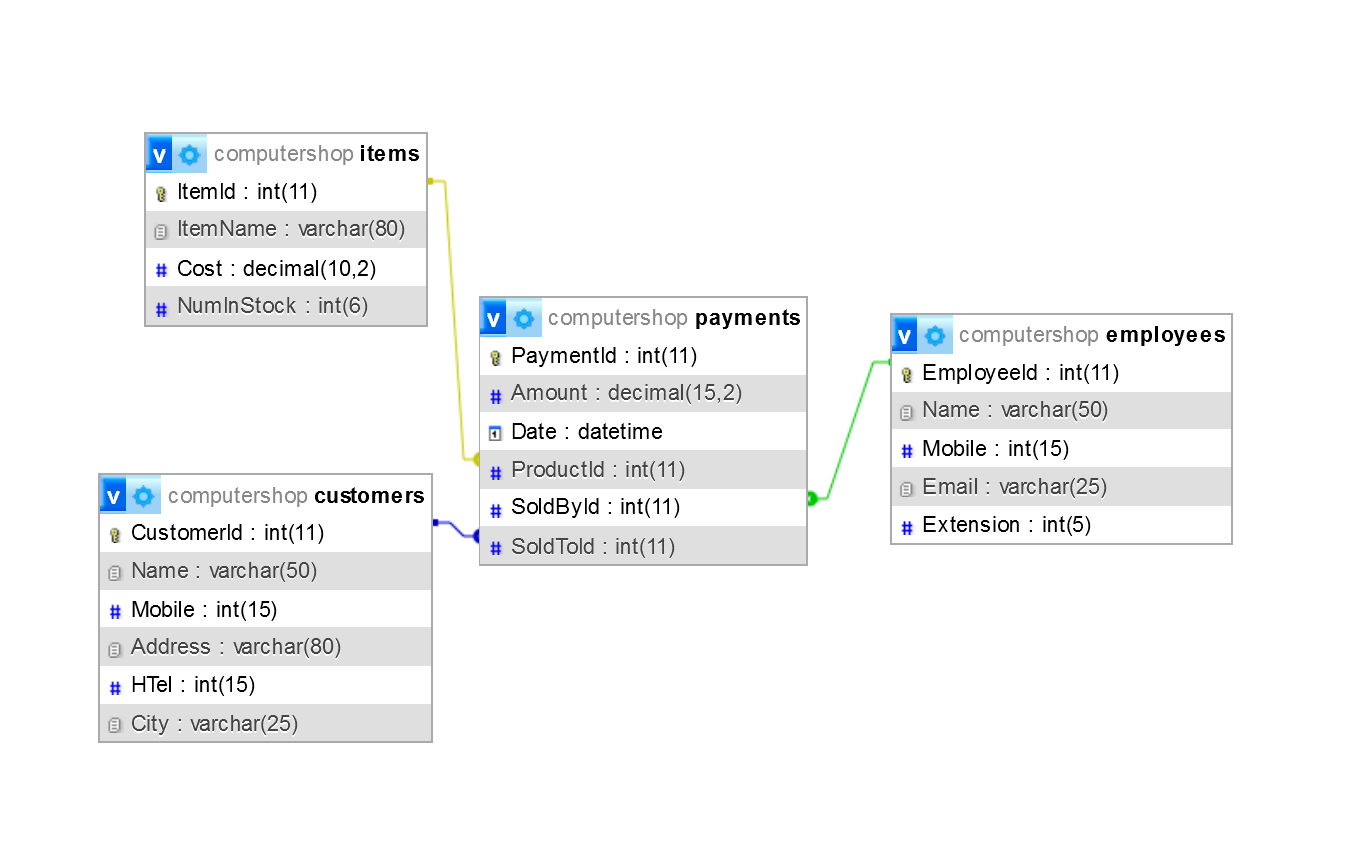 v computershop items
ItemId : int(11)
ItemName : varchar(80)
# Cost : decimal(10,2)
# NumInStock : int(6)
v computershop payments
PaymentId : int(11)
# Amount : decimal(15,2)
Date : datetime
# ProductId : int(11)
# SoldById : int(11)
# SoldToId : int(11)
v computershop employees
EmployeeId : int(11)
Name : varchar(50)
# Mobile : int(15)
Email : varchar(25)
# Extension : int(5)
v computershop customers
CustomerId : int(11)
Name : varchar(50)
# Mobile : int(15)
Address : varchar(80)
# HTel : int(15)
City : varchar(25)